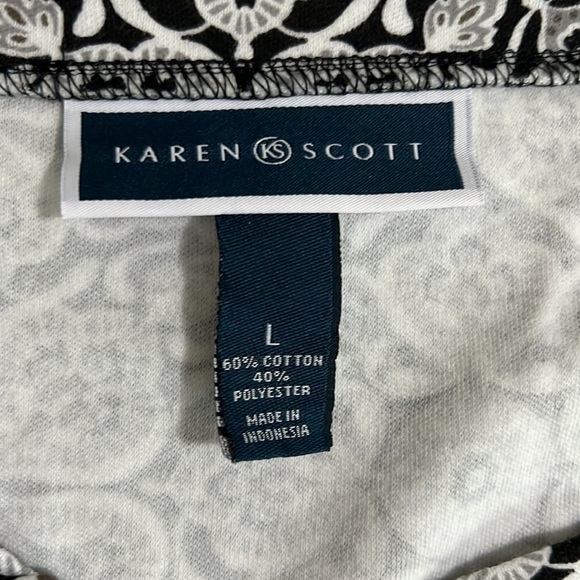 KAREN KS SCOTT
L
60% COTTON
40%
POLYESTER
MADE IN
INDONESIA